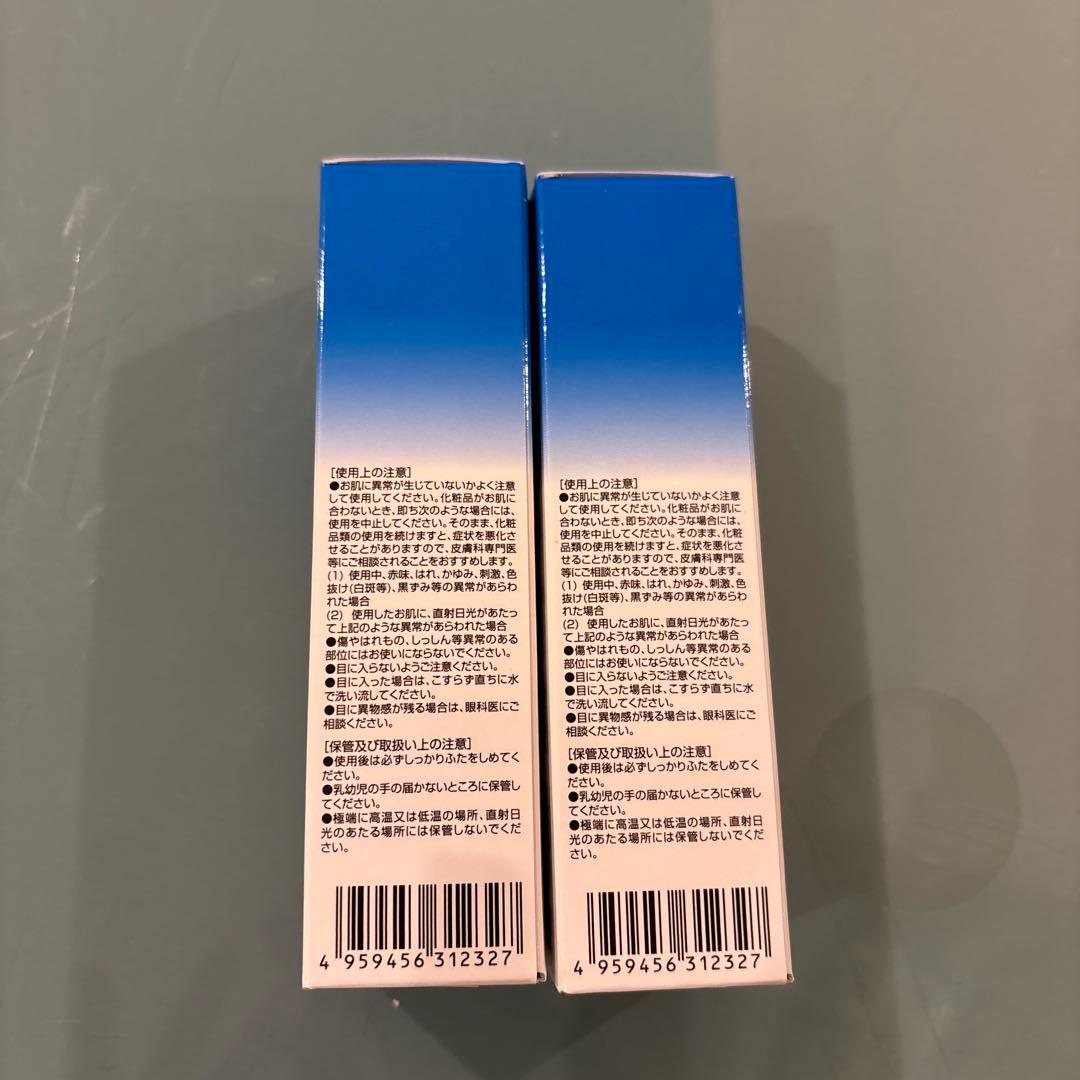 [使用上の注意]
●お肌に異常が生じていないかよく注意
して使用してください。化粧品がお肌に
合わないとき、即ち次のような場合には、
使用を中止してください。そのまま、化粧
品類の使用を続けますと、症状を悪化さ
せることがありますので、皮膚科専門医
等にご相談されることをおすすめします。
(1) 使用中、赤味、はれ、かゆみ、刺激、色
抜け(白斑等)、黒ずみ等の異常があらわ
れた場合
(2) 使用したお肌に、直射日光があたっ
て上記のような異常があらわれた場合
●傷やはれもの、しっしん等異常のある
部位にはお使いにならないでください。
●目に入らないようご注意ください。
●目に入った場合は、こすらず直ちに水
で洗い流してください。
●目に異物感が残る場合は、眼科医にご
相談ください。
[保管及び取扱い上の注意]
●使用後は必ずしっかりふたをしめてく
ださい。
●乳幼児の手の届かないところに保管し
てください。
●極端に高温又は低温の場所、直射日
光のあたる場所には保管しないでくだ
さい。
4 959456 312327
[使用上の注意]
●お肌に異常が生じていないかよく注意
して使用してください。化粧品がお肌に
合わないとき、即ち次のような場合には、
使用を中止してください。そのまま、化粧
品類の使用を続けますと、症状を悪化さ
せることがありますので、皮膚科専門医
等にご相談されることをおすすめします。
(1) 使用中、赤味、はれ、かゆみ、刺激、色
抜け(白斑等)、黒ずみ等の異常があらわ
れた場合
(2) 使用したお肌に、直射日光があたっ
て上記のような異常があらわれた場合
●傷やはれもの、しっしん等異常のある
部位にはお使いにならないでください。
●目に入らないようご注意ください。
●目に入った場合は、こすらず直ちに水
で洗い流してください。
●目に異物感が残る場合は、眼科医にご
相談ください。
[保管及び取扱い上の注意]
●使用後は必ずしっかりふたをしめてく
ださい。
●乳幼児の手の届かないところに保管し
てください。
●極端に高温又は低温の場所、直射日
光のあたる場所には保管しないでくだ
さい。
4 959456 312327